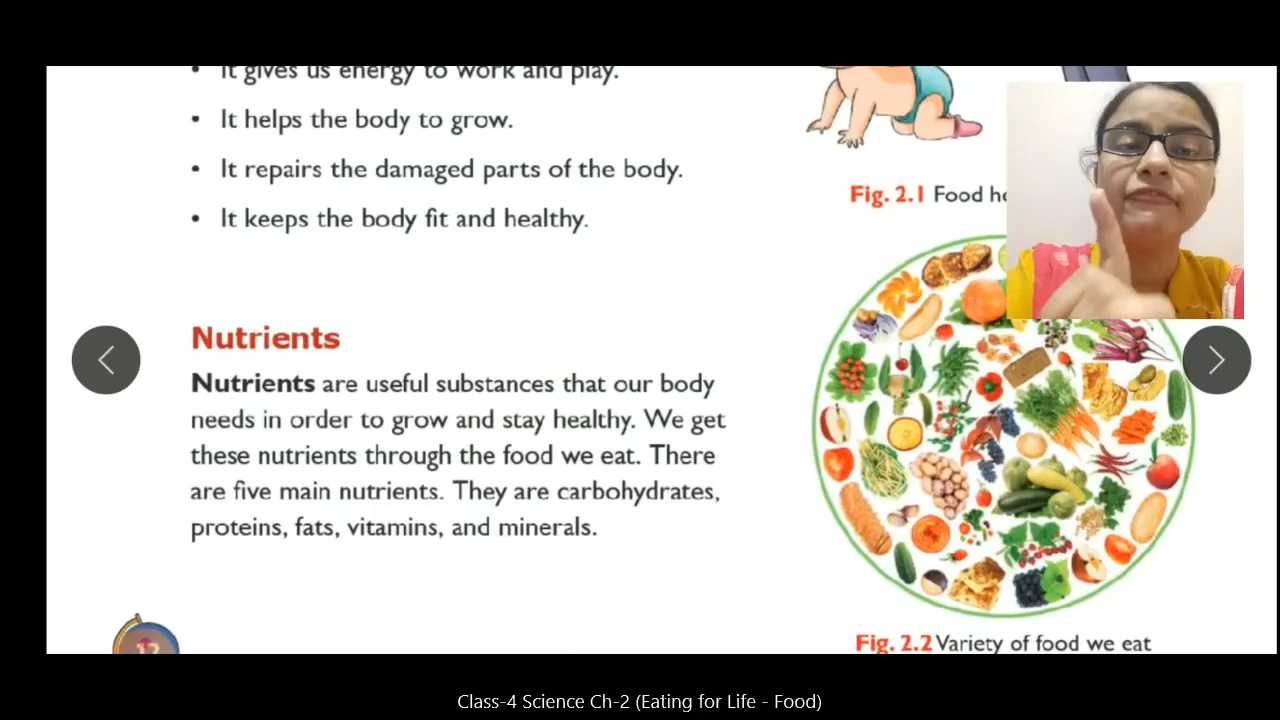 • It gives us energy to work and play.
• It helps the body to grow.
• It repairs the damaged parts of the body.
• It keeps the body fit and healthy.
Fig. 2.1 Food
Nutrients
Nutrients are useful substances that our body
needs in order to grow and stay healthy. We get
these nutrients through the food we eat. There
are five main nutrients. They are carbohydrates,
proteins, fats, vitamins, and minerals.
Fig. 2.2 Variety of food we eat
12
Class-4 Science Ch-2 (Eating for Life - Food)